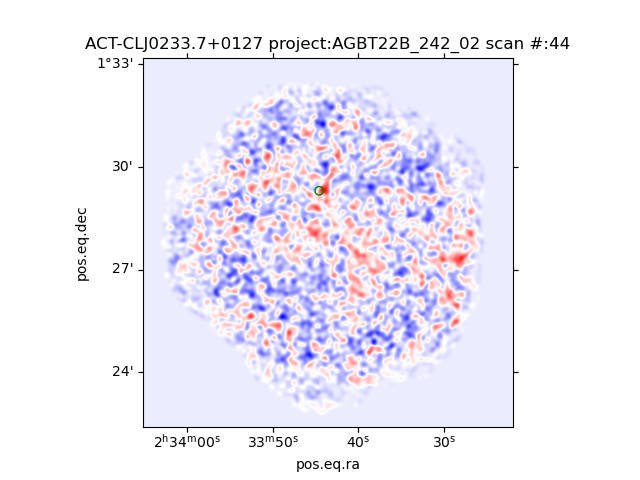 ACT-CLJ0233.7+0127 project:AGBT22B_242_02 scan #:44
1°33'
30'
27'
24'
pos.eq.dec
2ʰ34ᵐ00ˢ 33ᵐ50ˢ 40ˢ 30ˢ
pos.eq.ra